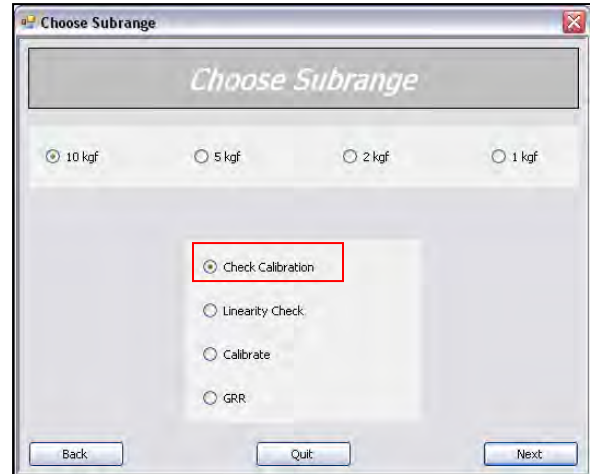 Choose Subrange
Choose Subrange
10 kgf 5 kgf 2 kgf 1 kgf
Check Calibration
Linearity Check
Calibrate
GRR
Back Quit Next